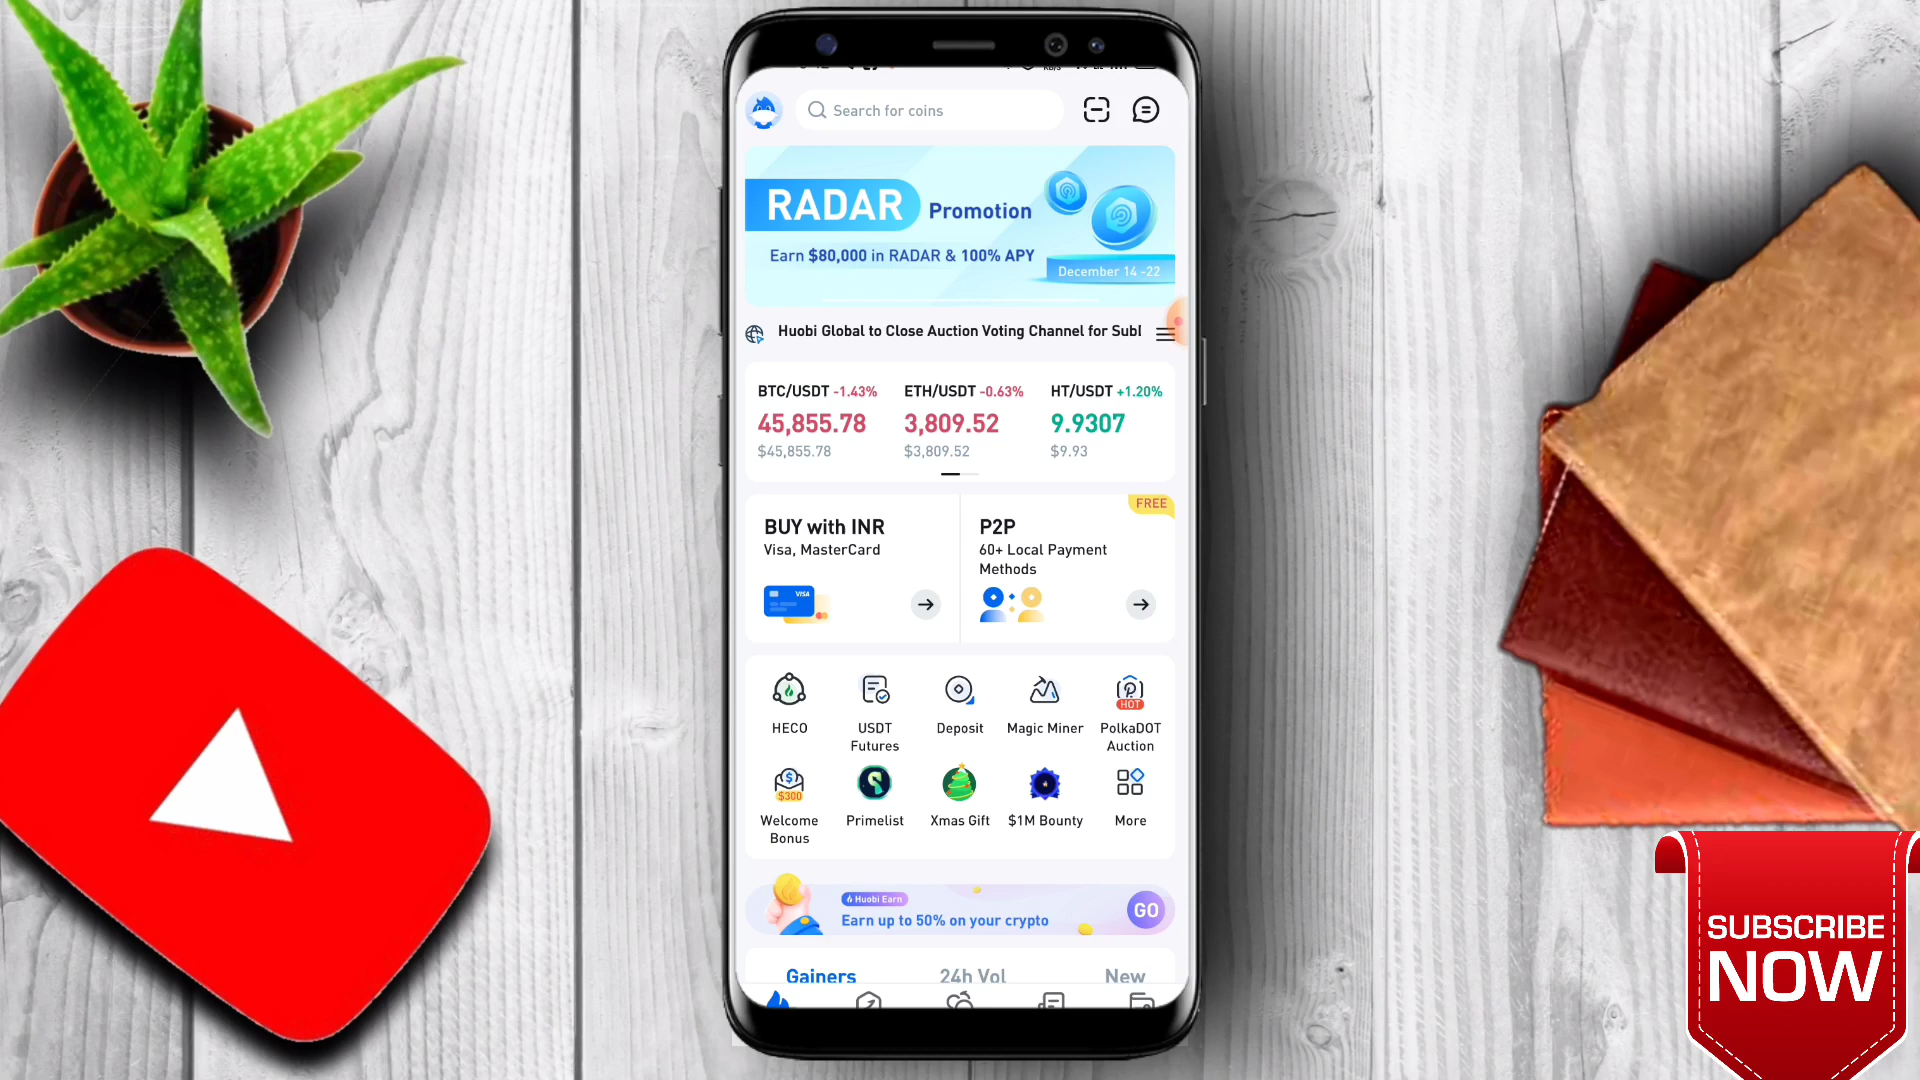 Search for coins
RADAR Promotion
Earn $80,000 in RADAR & 100% APY
December 14 -22
Huobi Global to Close Auction Voting Channel for Subl
BTC/USDT -1.43% ETH/USDT -0.63% HT/USDT +1.20%
45,855.78 3,809.52 9.9307
$45,855.78 $3,809.52 $9.93
FREE
BUY with INR
Visa, MasterCard
VISA
P2P
60+ Local Payment
Methods
HOT
HECO USDT Futures Deposit Magic Miner PolkaDOT Auction
$300
Welcome Bonus Primelist Xmas Gift $1M Bounty More
Huobi Earn
Earn up to 50% on your crypto
GO
Gainers 24h Vol New
SUBSCRIBE
NOW